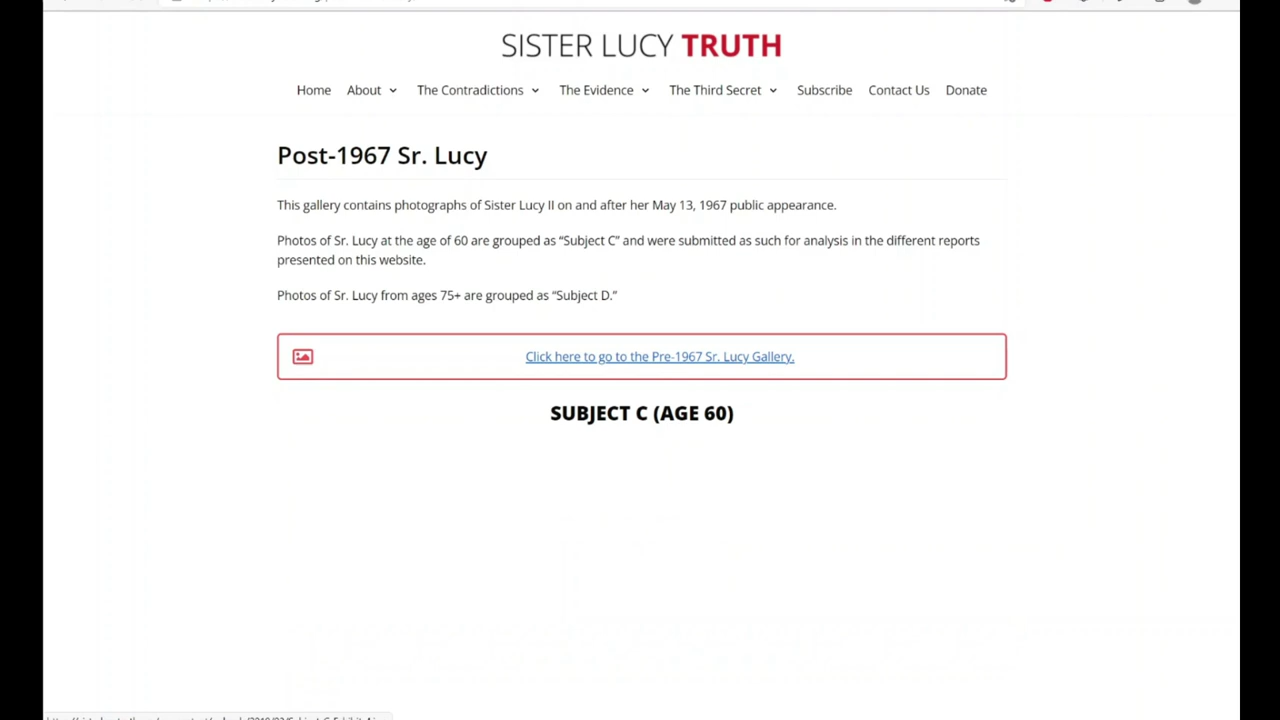 SISTER LUCY TRUTH
Home About The Contradictions The Evidence The Third Secret Subscribe Contact Us Donate
Post-1967 Sr. Lucy
This gallery contains photographs of Sister Lucy II on and after her May 13, 1967 public appearance.
Photos of Sr. Lucy at the age of 60 are grouped as “Subject C” and were submitted as such for analysis in the different reports
presented on this website.
Photos of Sr. Lucy from ages 75+ are grouped as “Subject D.”
Click here to go to the Pre-1967 Sr. Lucy Gallery.
SUBJECT C (AGE 60)